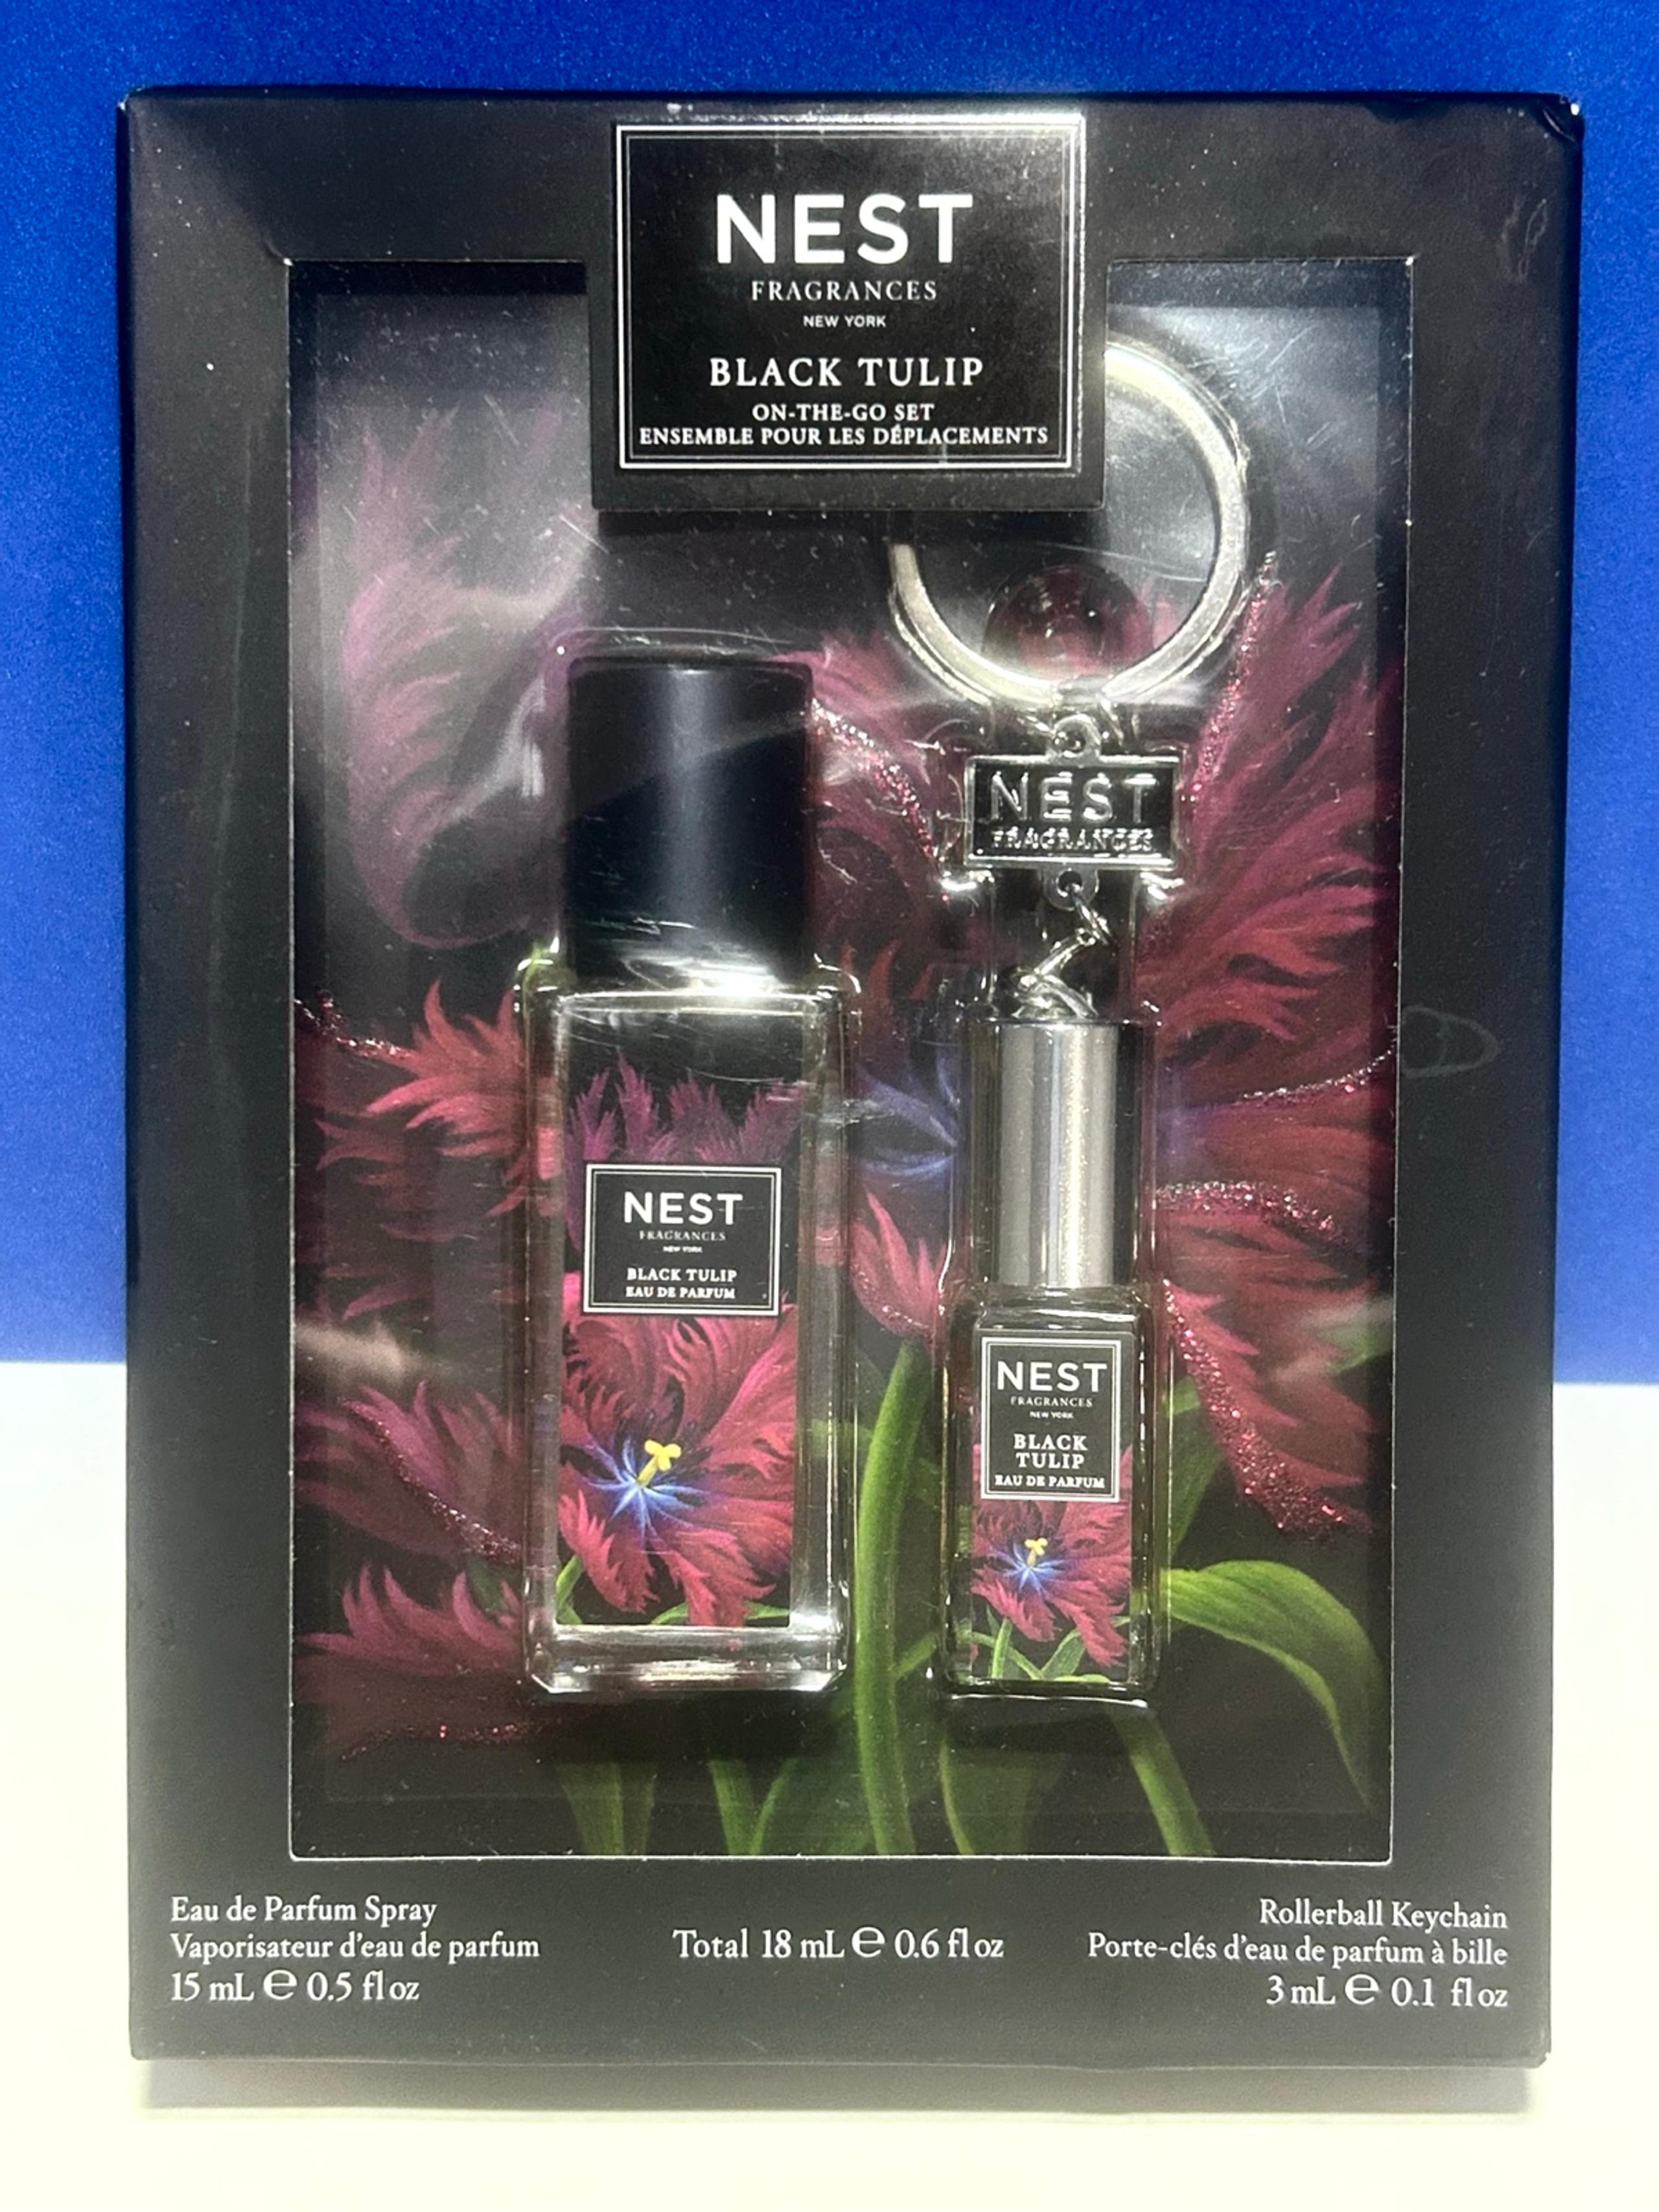 NEST
FRAGRANCES
NEW YORK
BLACK TULIP
ON-THE-GO SET
ENSEMBLE POUR LES DÉPLACEMENTS
NEST
FRAGRANCES
NEST
FRAGRANCES
NEW YORK
BLACK TULIP
EAU DE PARFUM
NEST
FRAGRANCES
NEW YORK
BLACK
TULIP
EAU DE PARFUM
Eau de Parfum Spray
Vaporisateur d'eau de parfum
15 mL ℮ 0.5 fl oz
Total 18 mL ℮ 0.6 fl oz
Rollerball Keychain
Porte-clés d'eau de parfum à bille
3 mL ℮ 0.1 fl oz